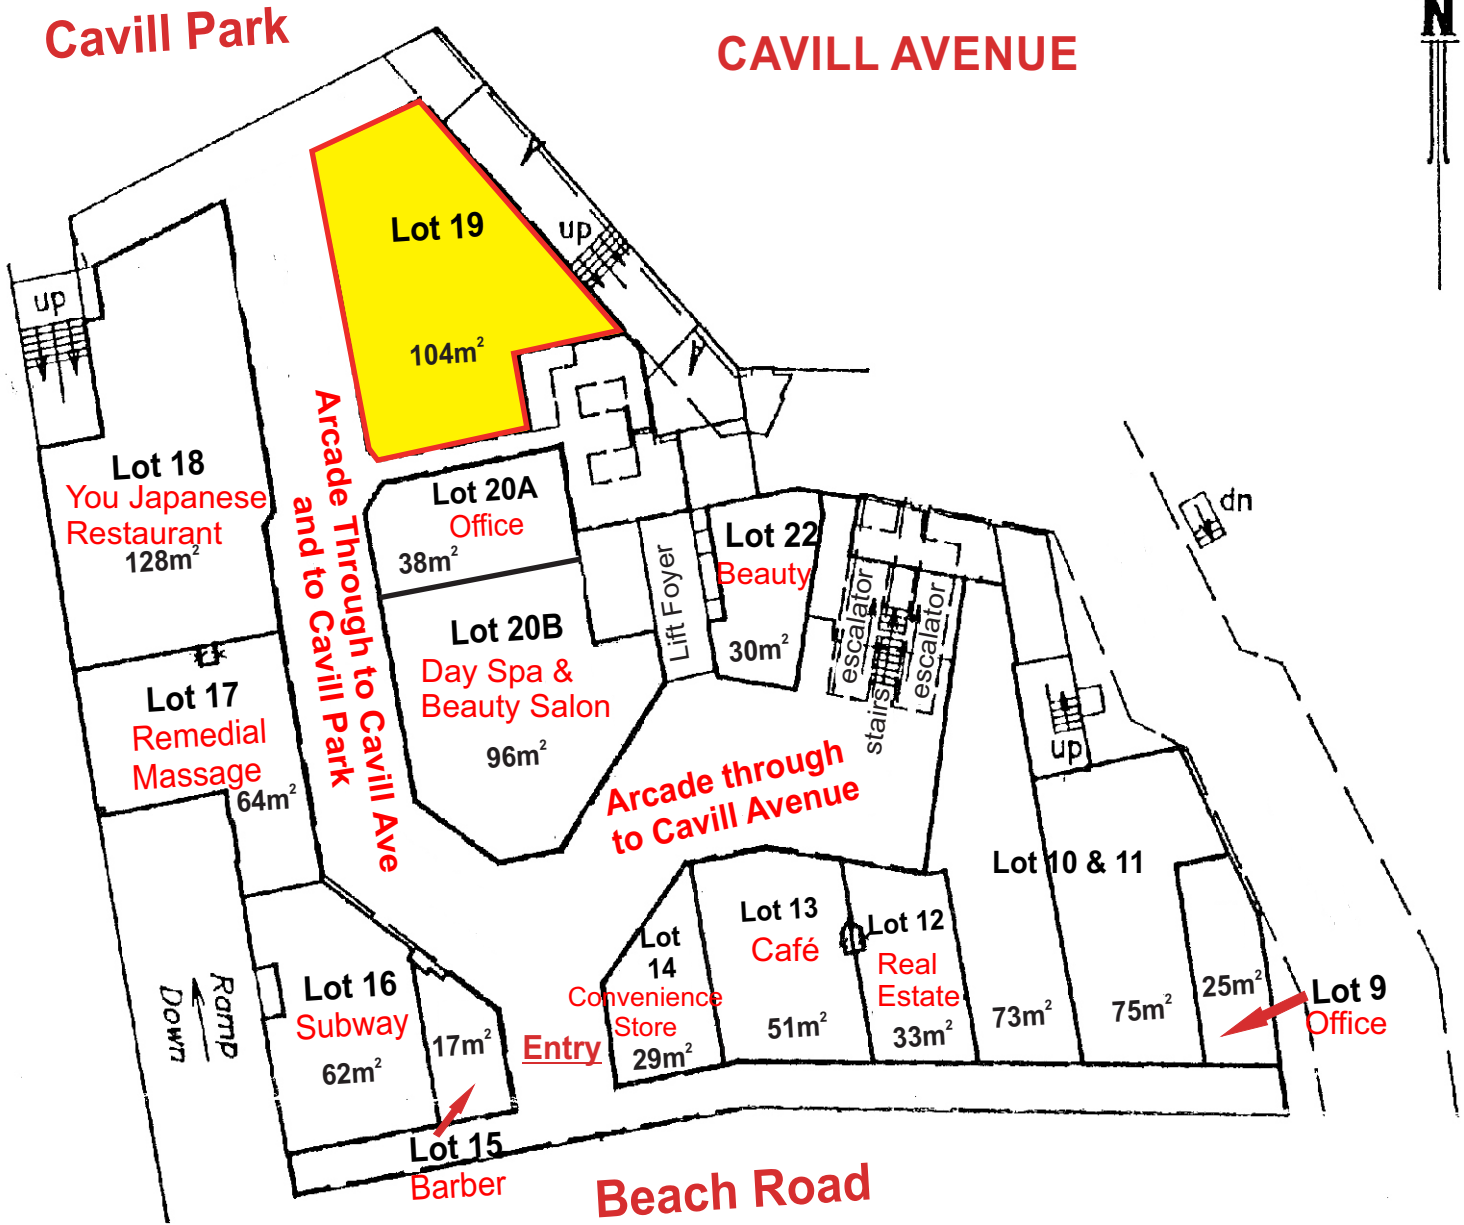 Cavill Park
CAVILL AVENUE
N
Lot 19
104m²
up
up
Lot 18
You Japanese
Restaurant
128m²
Arcade Through to Cavill Ave
and to Cavill Park
Lot 20A
Office
38m²
Lot 20B
Day Spa &
Beauty Salon
96m²
Lift Foyer
Lot 22
Beauty
30m²
escalator
stairs
escalator
dn
up
Lot 17
Remedial
Massage
64m²
Arcade through
to Cavill Avenue
Lot 10 & 11
73m²
75m²
Lot 16
Subway
62m²
17m²
Lot 15
Barber
Entry
Lot
14
Convenience
Store
29m²
Lot 13
Café
51m²
Lot 12
Real
Estate
33m²
25m²
Lot 9
Office
Ramp
Down
Beach Road